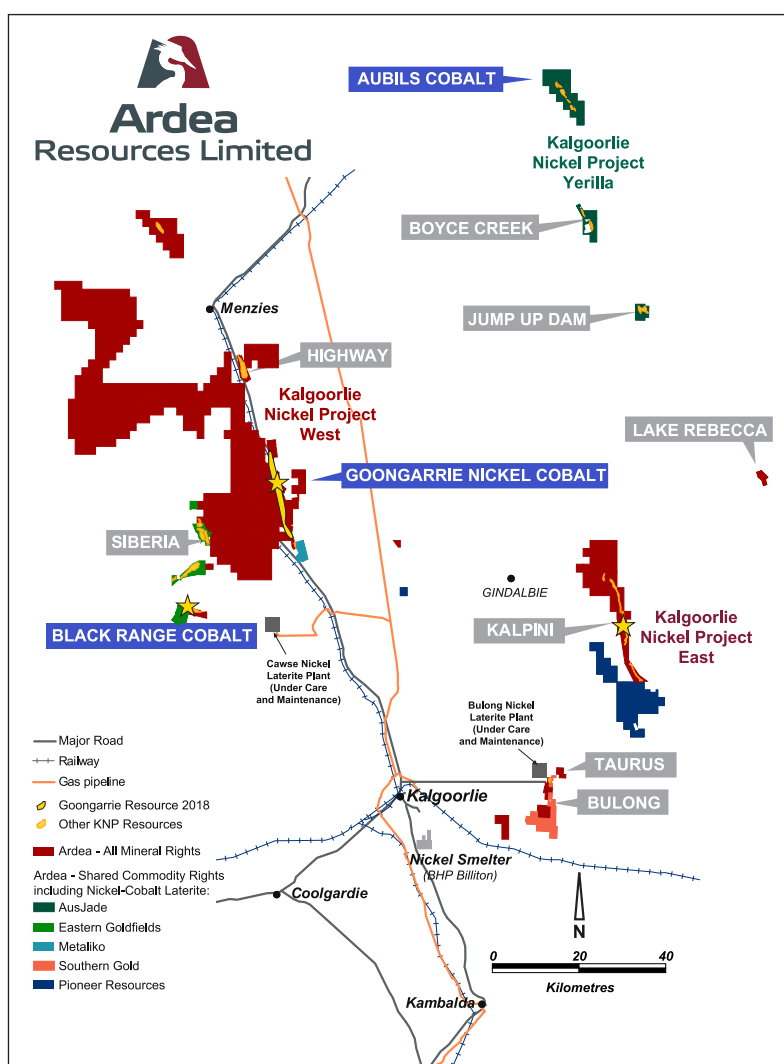 Ardea
Resources Limited
AUBILS COBALT
Kalgoorlie
Nickel Project
Yerilla
BOYCE CREEK
Menzies
JUMP UP DAM
HIGHWAY
Kalgoorlie
Nickel Project
West
LAKE REBECCA
GOONGARRIE NICKEL COBALT
SIBERIA
GINDALBIE
KALPINI
Kalgoorlie
Nickel Project
East
BLACK RANGE COBALT
Cawse Nickel
Laterite Plant
(Under Care
and Maintenance)
Bulong Nickel
Laterite Plant
(Under Care
and Maintenance)
TAURUS
BULONG
Kalgoorlie
Nickel Smelter
(BHP Billiton)
Coolgardie
Kambalda
Major Road
Railway
Gas pipeline
Goongarrie Resource 2018
Other KNP Resources
Ardea - All Mineral Rights
Ardea - Shared Commodity Rights
including Nickel-Cobalt Laterite:
AusJade
Eastern Goldfields
Metaliko
Southern Gold
Pioneer Resources
N
0 20 40
Kilometres